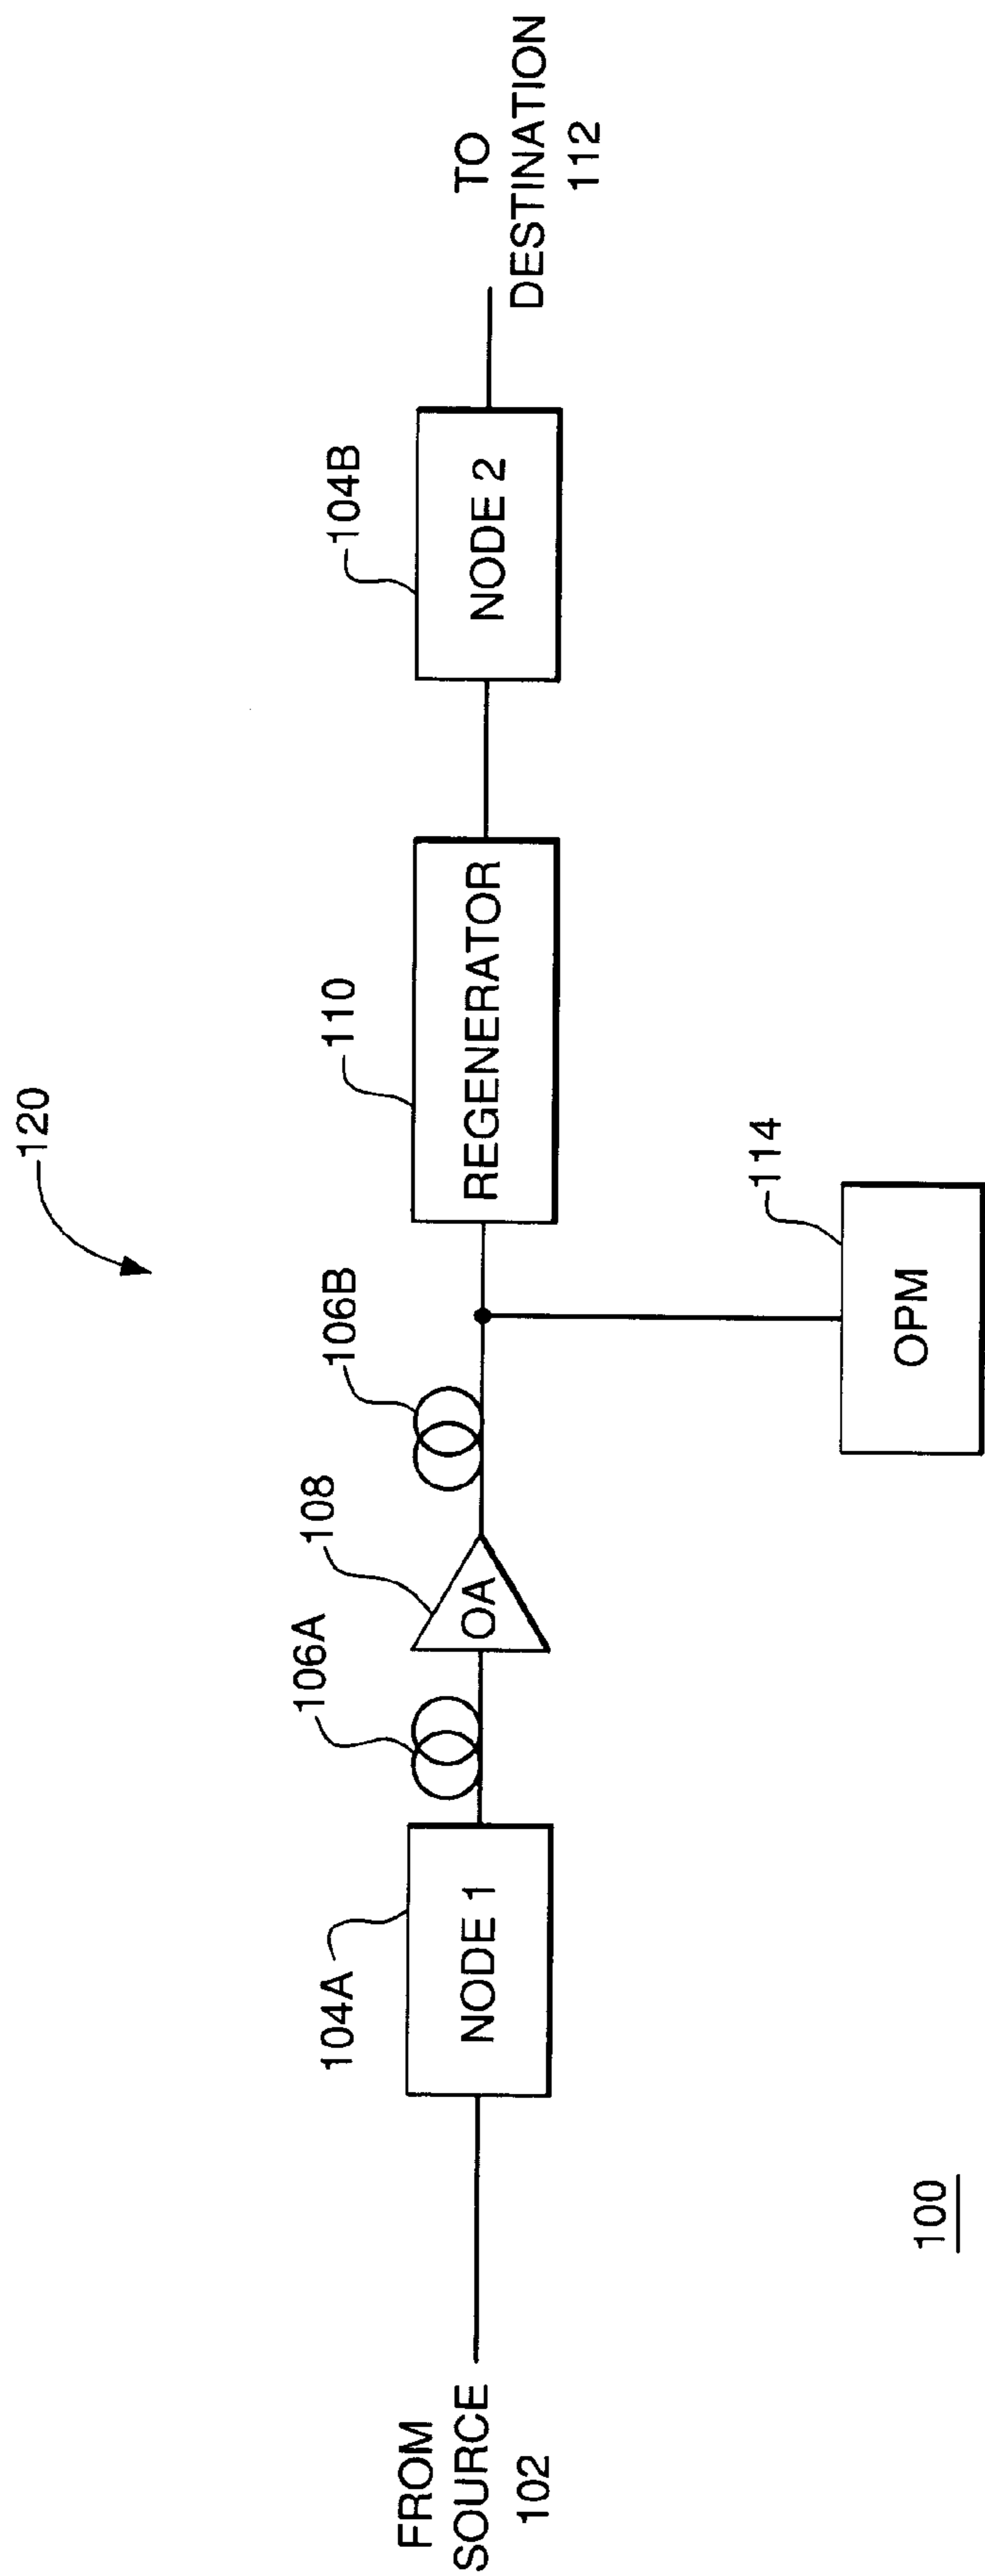 120
FROM
SOURCE
102
104A
NODE 1
106A
108
OA
106B
110
REGENERATOR
104B
NODE 2
TO
DESTINATION
112
114
OPM
100